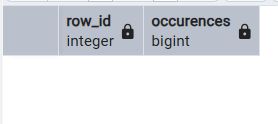 row_id occurences
integer bigint